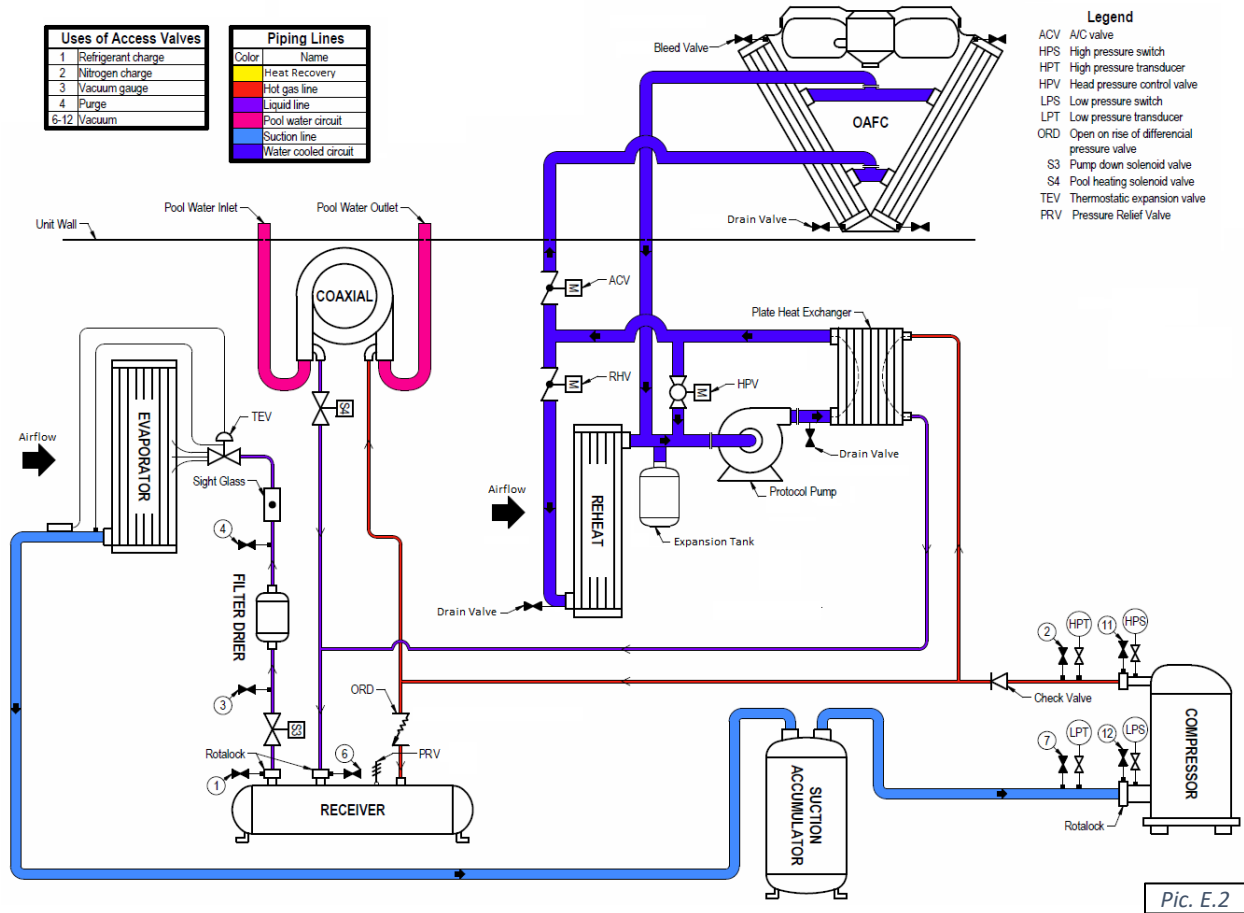 Uses of Access Valves
1 Refrigerant charge
2 Nitrogen charge
3 Vacuum gauge
4 Purge
6-12 Vacuum
Piping Lines
Color Name
Heat Recovery
Hot gas line
Liquid line
Pool water circuit
Suction line
Water cooled circuit
Legend
ACV A/C valve
HPS High pressure switch
HPT High pressure transducer
HPV Head pressure control valve
LPS Low pressure switch
LPT Low pressure transducer
ORD Open on rise of differencial
pressure valve
S3 Pump down solenoid valve
S4 Pool heating solenoid valve
TEV Thermostatic expansion valve
PRV Pressure Relief Valve
Bleed Valve
OAFC
Drain Valve
Pool Water Inlet
Pool Water Outlet
Unit Wall
COAXIAL
ACV
M
Plate Heat Exchanger
RHV
M
HPV
M
S4
TEV
EVAPORATOR
Airflow
Sight Glass
Drain Valve
Protocol Pump
Airflow
REHEAT
Expansion Tank
4
FILTER DRIER
Drain Valve
2
HPT
11
HPS
3
ORD
Check Valve
COMPRESSOR
S3
Rotalock
6
PRV
7
LPT
12
LPS
1
RECEIVER
SUCTION
ACCUMULATOR
Rotalock
Pic. E.2